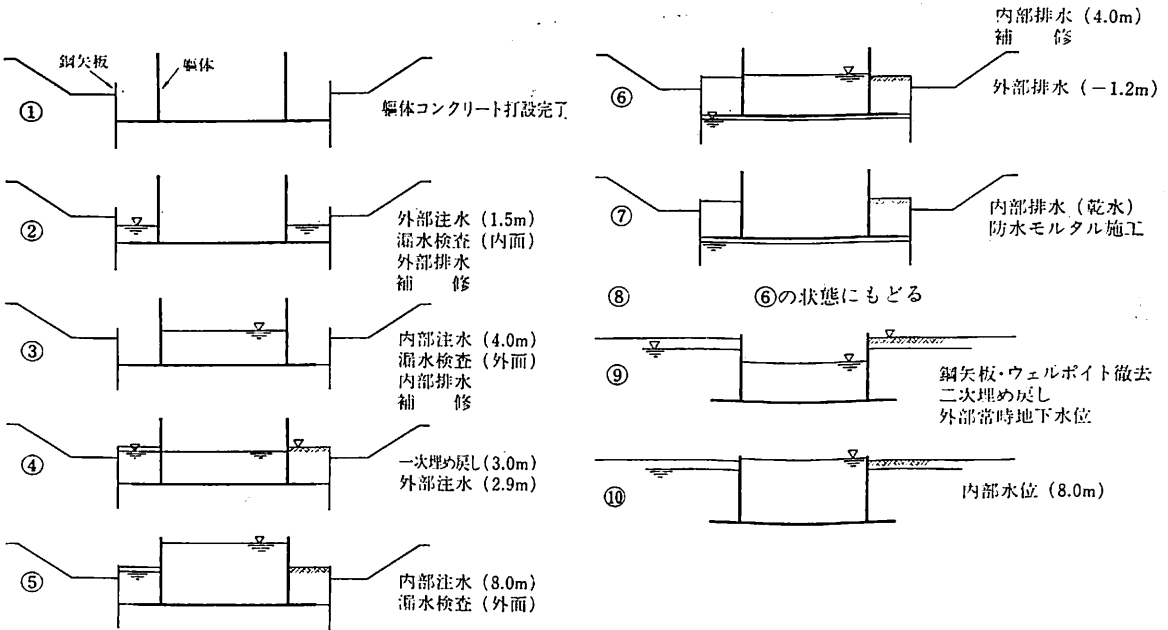 ①
鋼矢板
軀体
軀体コンクリート打設完了
②
外部注水（1.5m）
漏水検査（内面）
外部排水
補　修
③
内部注水（4.0m）
漏水検査（外面）
内部排水
補　修
④
一次埋め戻し（3.0m）
外部注水（2.9m）
⑤
内部注水（8.0m）
漏水検査（外面）
⑥
内部排水（4.0m）
補　修
外部排水（－1.2m）
⑦
内部排水（乾水）
防水モルタル施工
⑧
⑥の状態にもどる
⑨
鋼矢板・ウェルポイト撤去
二次埋め戻し
外部常時地下水位
⑩
内部水位（8.0m）